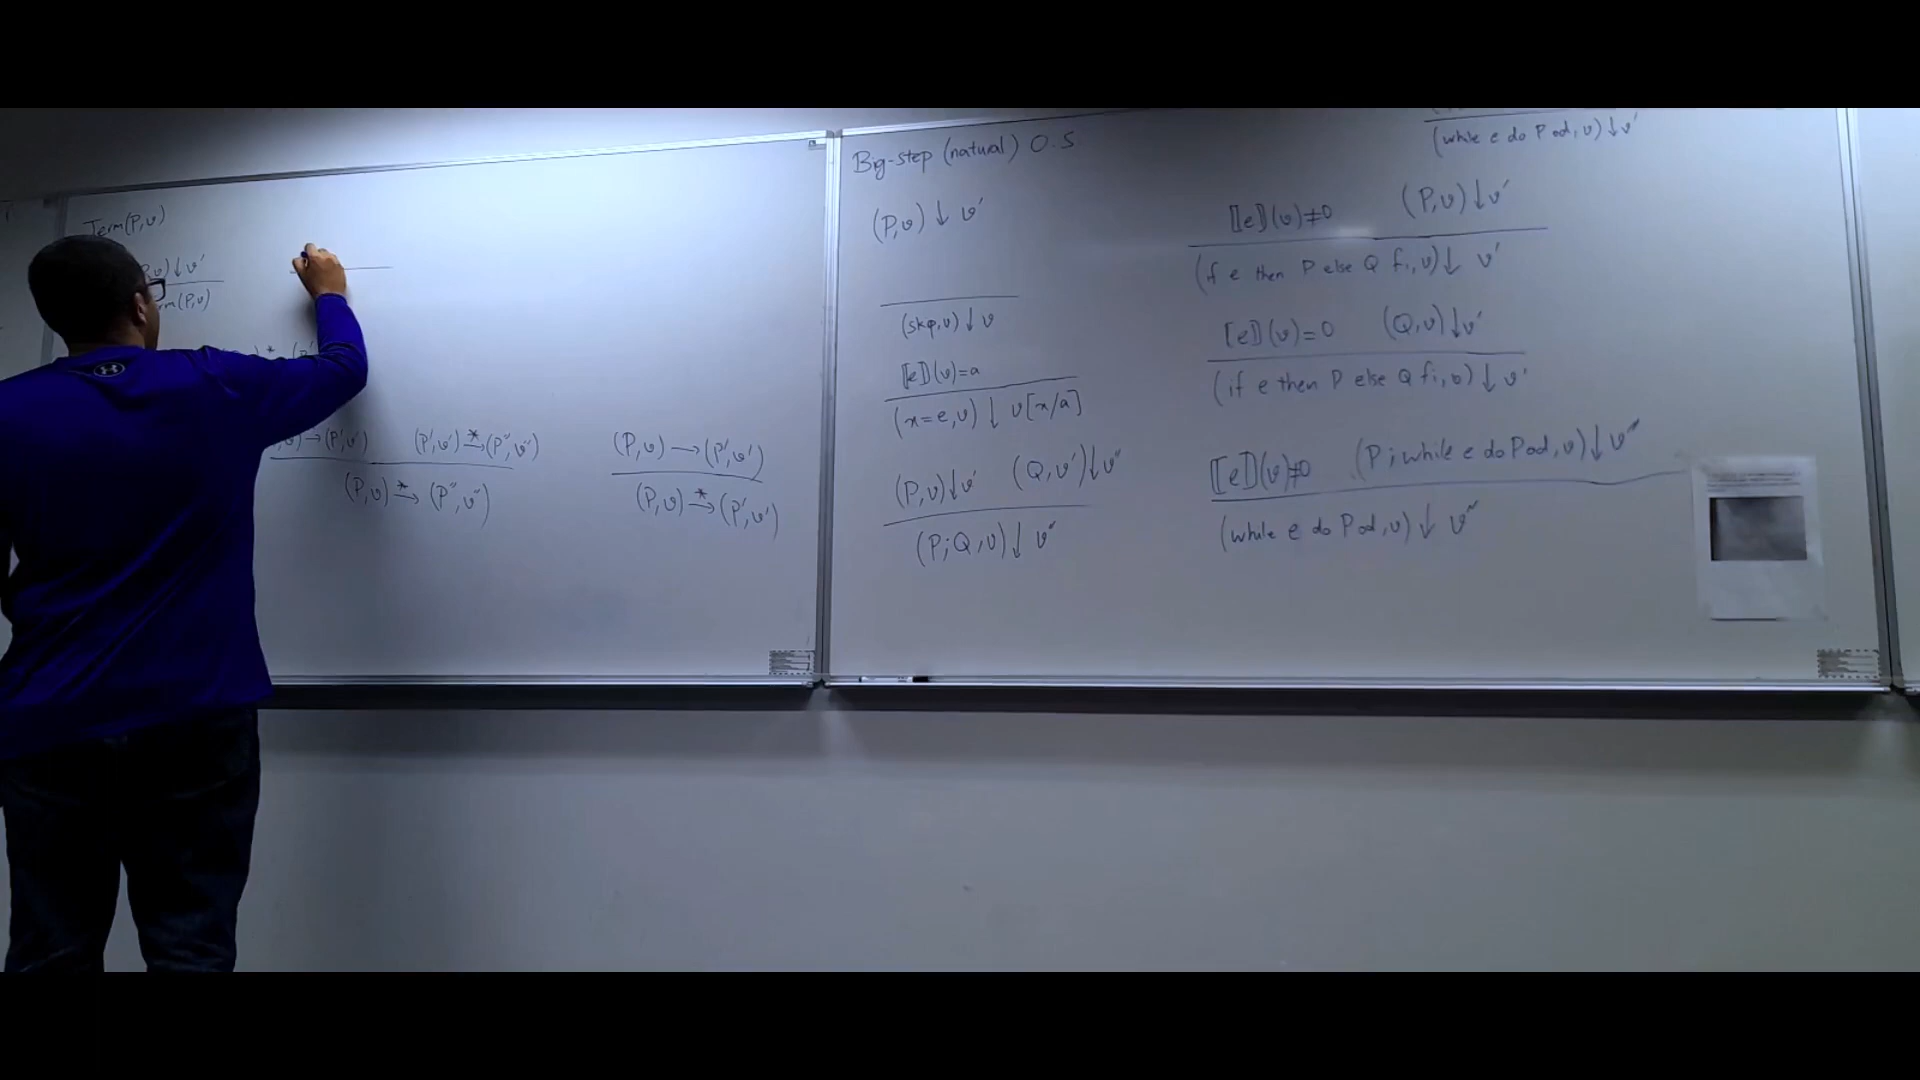 Term(P,v)
P,v)↓v'
rm(P,v)
* (P'
v)→(P',v') (P',v')→*(P'',v'')
(P,v)→*(P'',v'')
(P,v)→(P',v')
(P,v)→*(P',v')
Big-step (natural) O.S
(P,v)↓ v'
(skip,v)↓v
⟦e⟧(v)=a
(x=e,v)↓ v[x/a]
(P,v)↓v' (Q,v')↓v''
(P;Q,v)↓ v''
(while e do P od,v)↓v'
⟦e⟧(v)≠0 (P,v)↓v'
(if e then P else Q fi,v)↓ v'
⟦e⟧(v)=0 (Q,v)↓v'
(if e then P else Q fi,v)↓ v'
⟦e⟧(v)≠0 (P;while e do P od,v)↓v''
(while e do P od,v)↓ v''